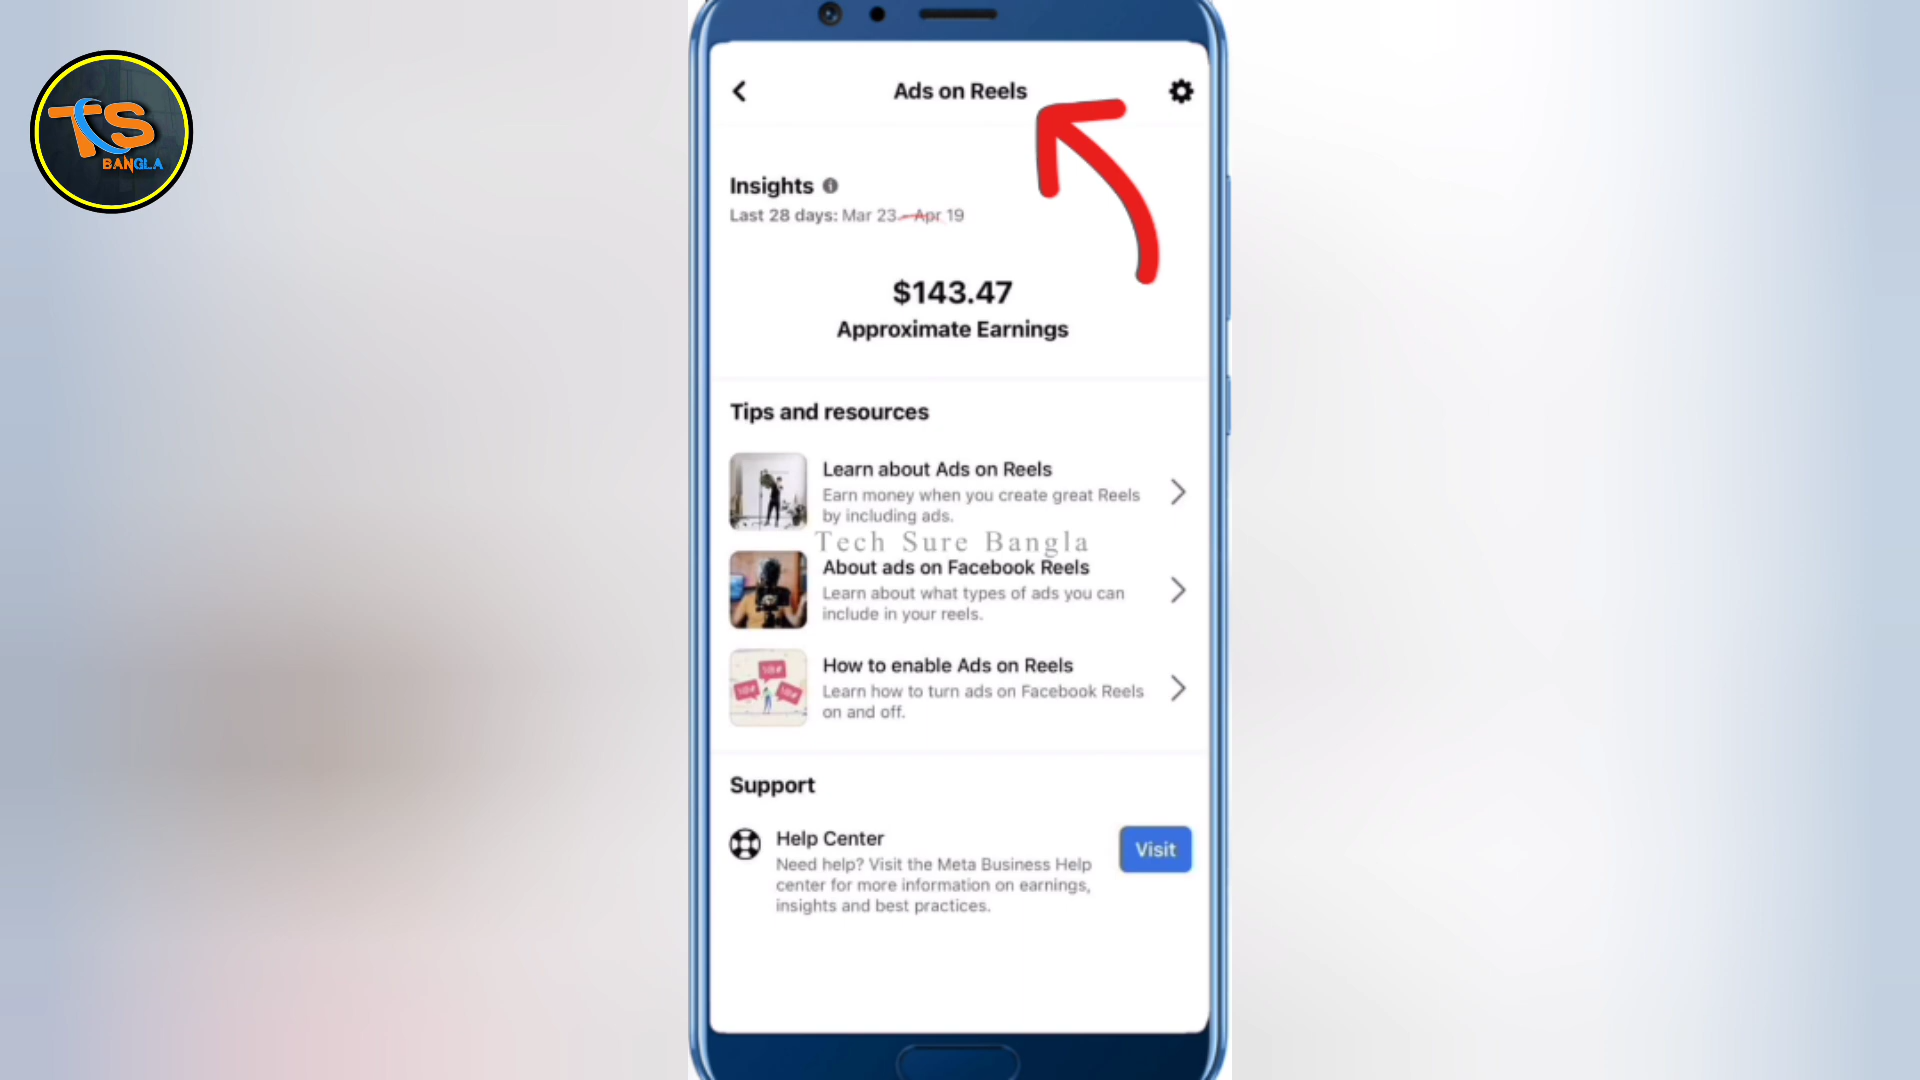 TS
BANGLA
Ads on Reels
Insights
Last 28 days: Mar 23 - Apr 19
$143.47
Approximate Earnings
Tips and resources
Learn about Ads on Reels
Earn money when you create great Reels
by including ads.
Tech Sure Bangla
About ads on Facebook Reels
Learn about what types of ads you can
include in your reels.
How to enable Ads on Reels
Learn how to turn ads on Facebook Reels
on and off.
Support
Help Center
Need help? Visit the Meta Business Help
center for more information on earnings,
insights and best practices.
Visit